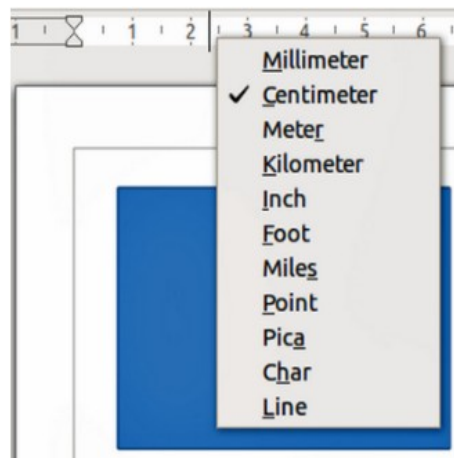 1 1 2 3 4 5 6
Millimeter
✓ Centimeter
Meter
Kilometer
Inch
Foot
Miles
Point
Pica
Char
Line